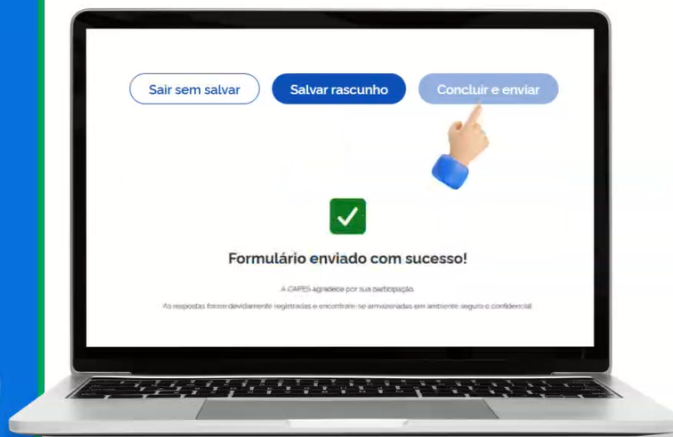 Sair sem salvar
Salvar rascunho
Concluir e enviar
Formulário enviado com sucesso!
A CAPES agradece por sua participação.
As respostas foram devidamente registradas e encontram-se armazenadas em ambiente seguro e confidencial